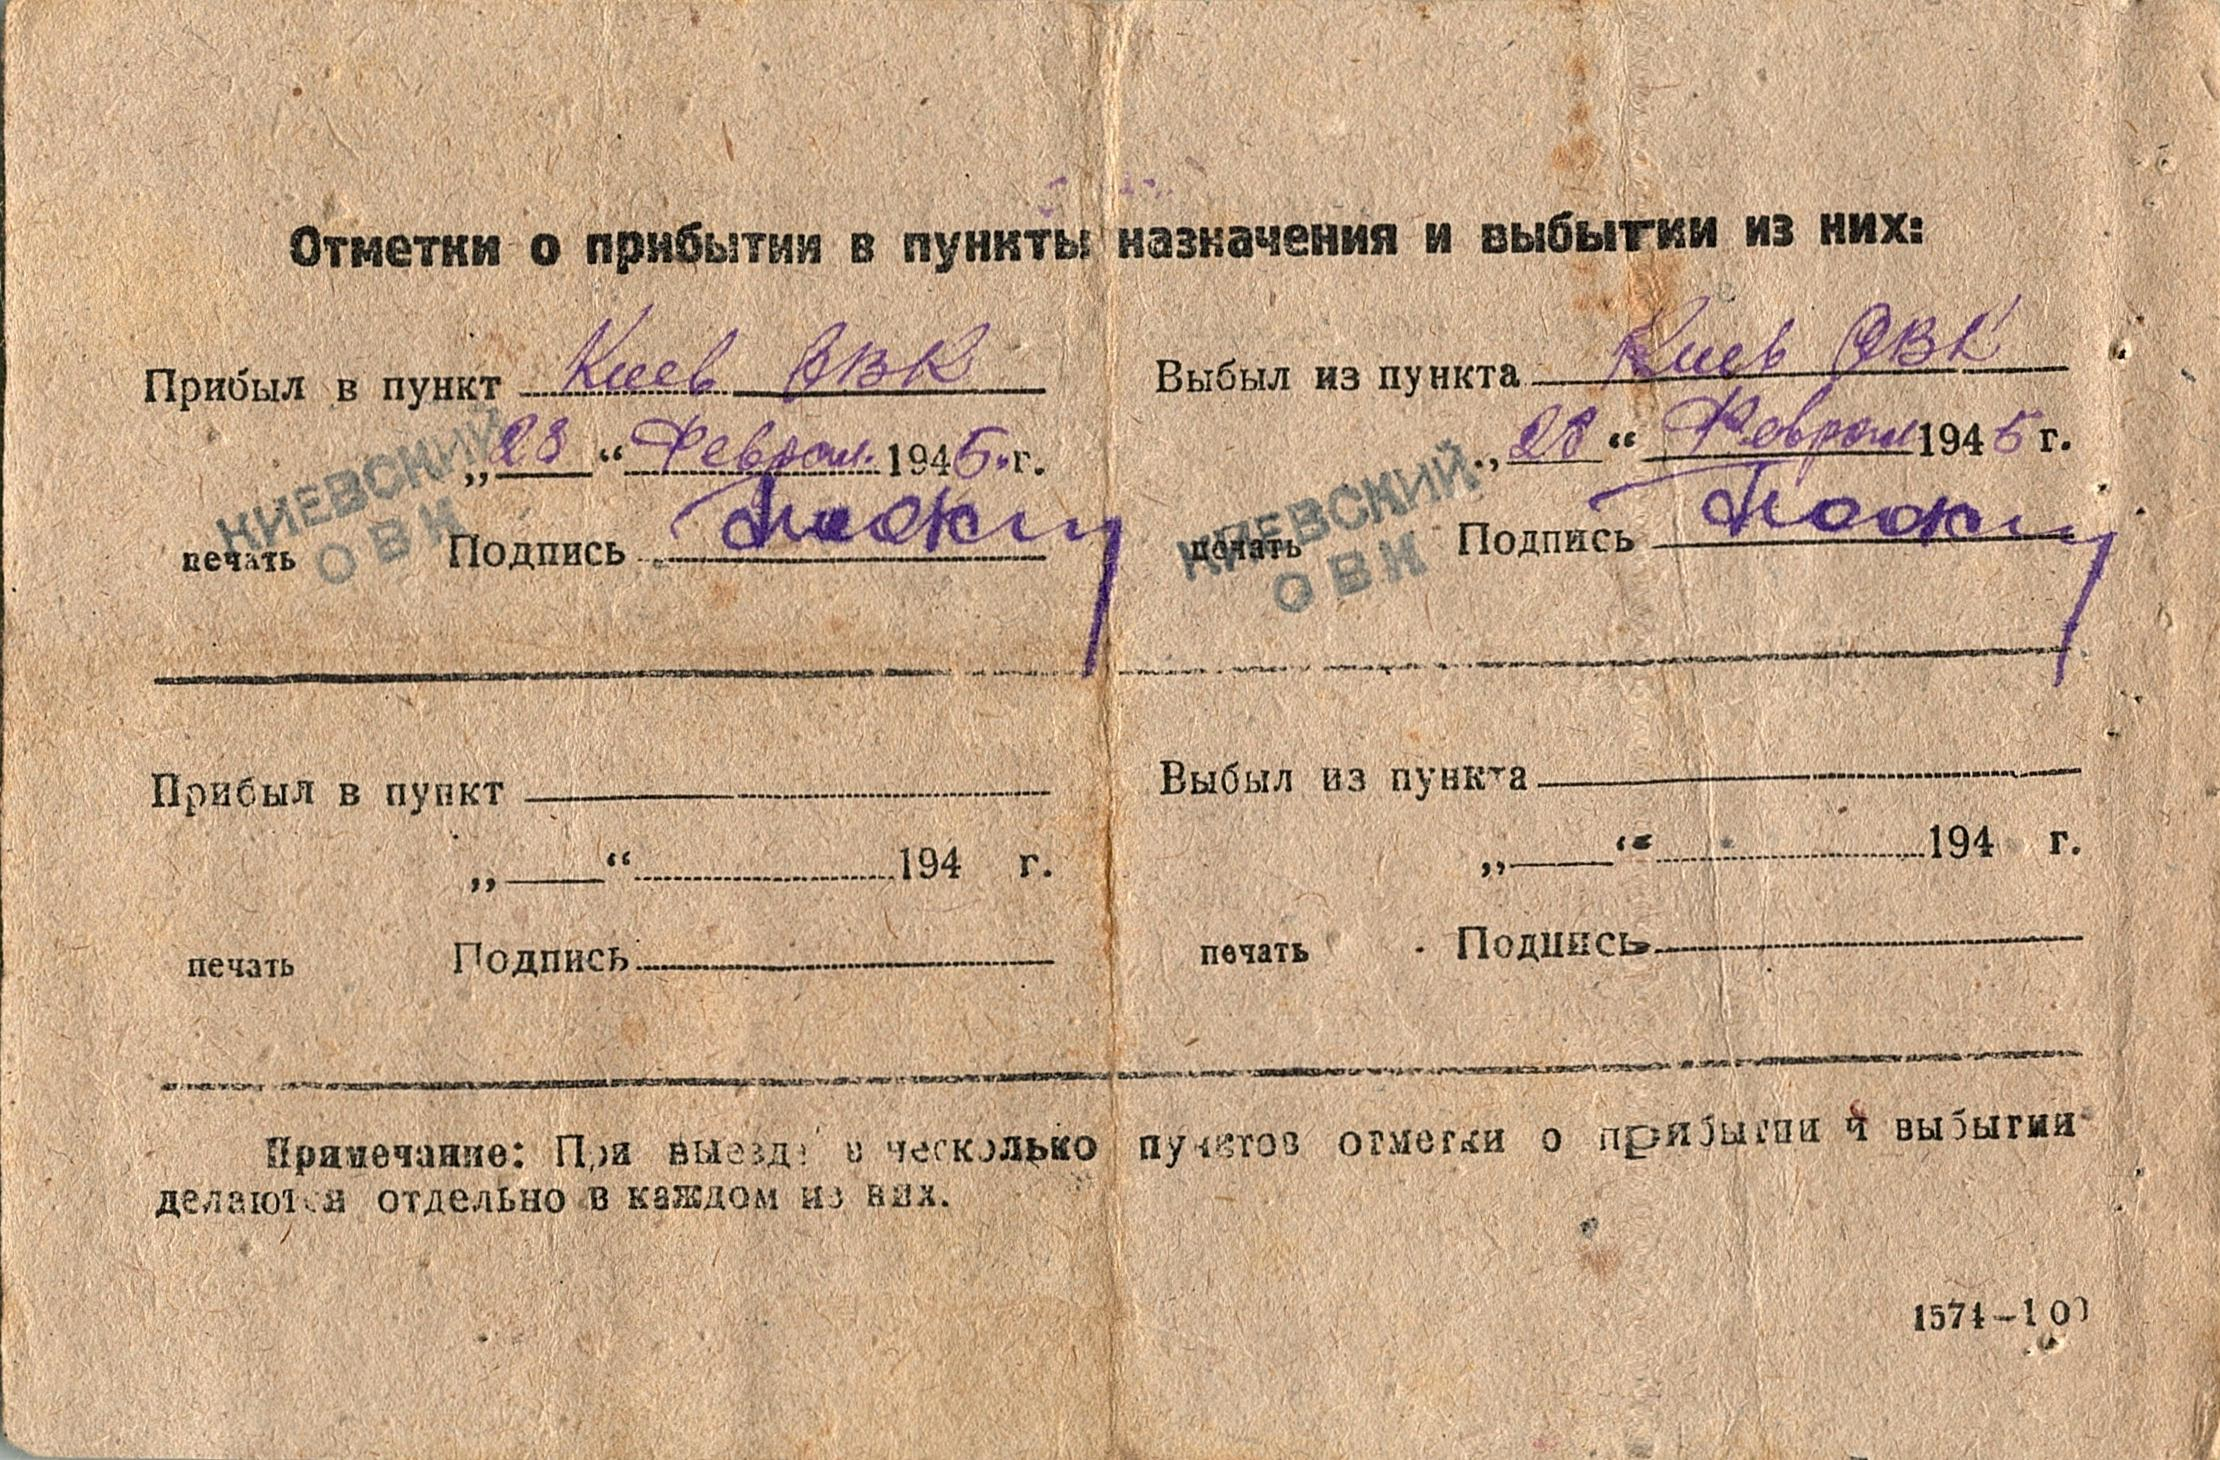 Отметки о прибытии в пункты назначения и выбытии из них:
Прибыл в пункт Киев ОВК
Выбыл из пункта Киев ОВК
„28“ Феврал. 1945 г.
„28“ Феврал 1945 г.
КИЕВСКИЙ
ОВК
КИЕВСКИЙ
ОВК
печать Подпись
печать Подпись
Прибыл в пункт
Выбыл из пункта
„ “ 194 г.
„ “ 194 г.
печать Подпись
печать Подпись
Примечание: При выезде в несколько пунктов отметки о прибытии и выбытии
делаются отдельно в каждом из них.
1574—100